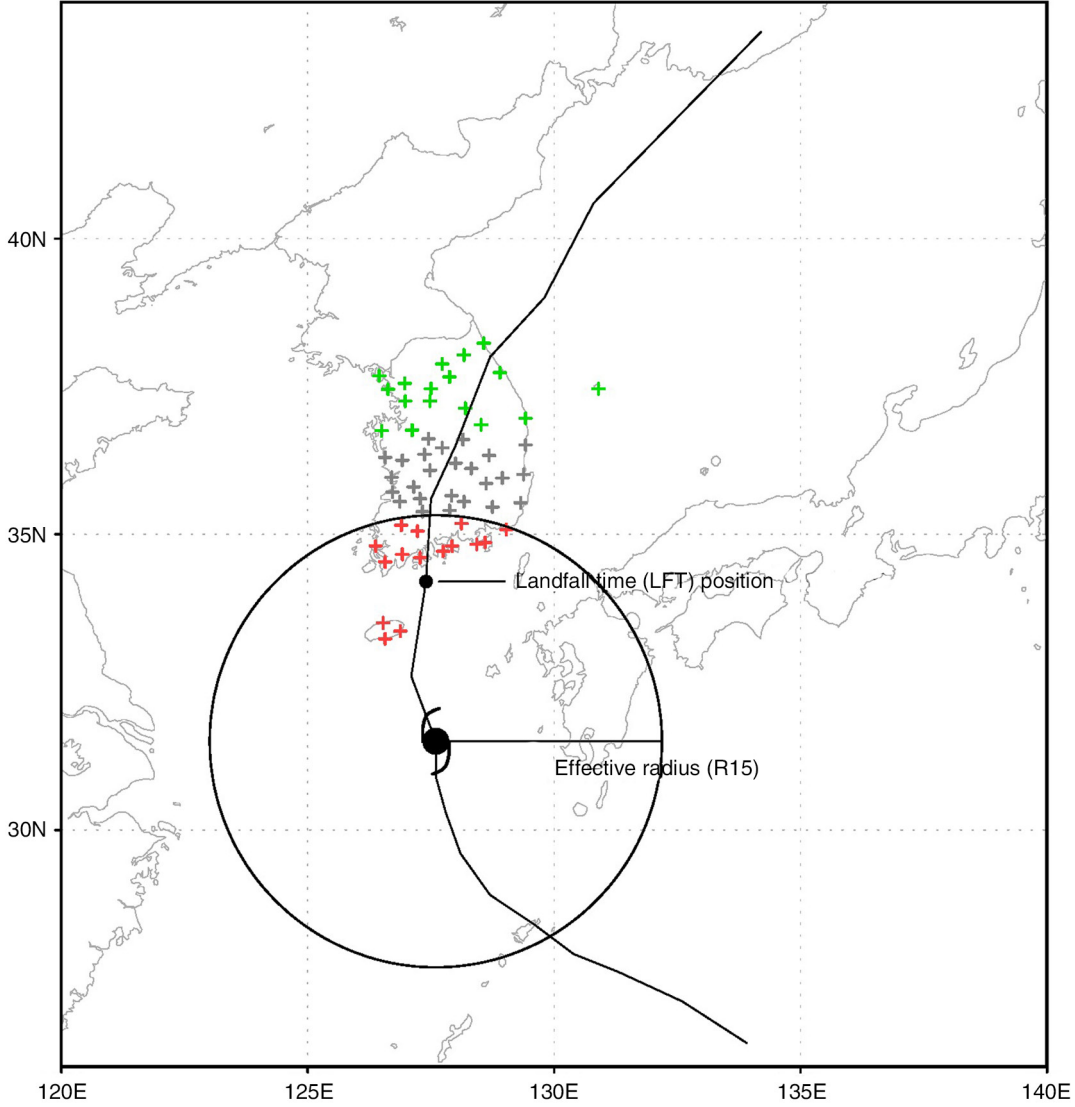 40N
35N
30N
Landfall time (LFT) position
Effective radius (R15)
120E
125E
130E
135E
140E